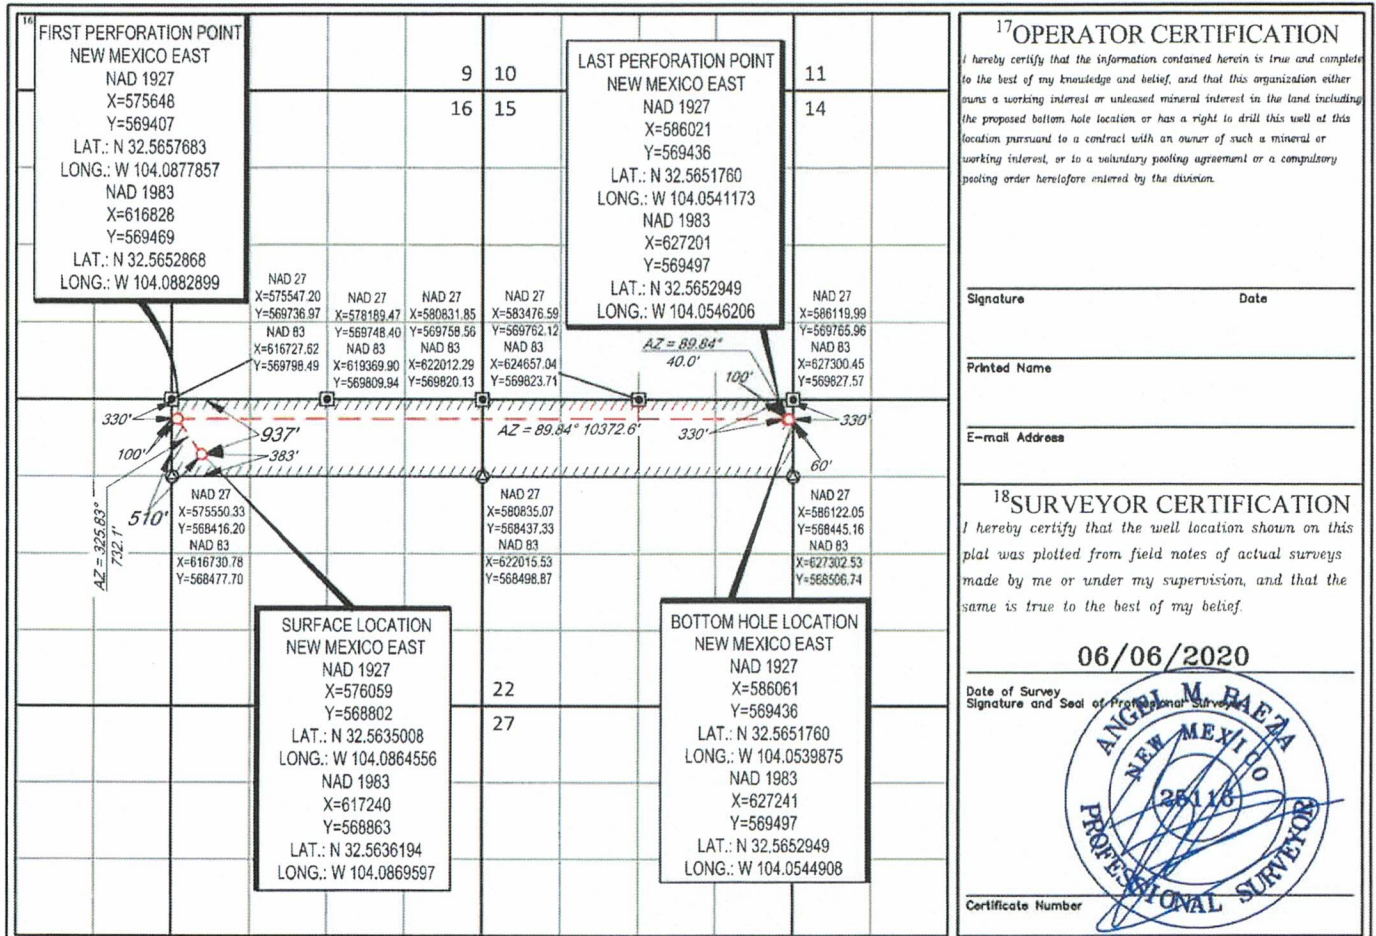 16
FIRST PERFORATION POINT
NEW MEXICO EAST
NAD 1927
X=575648
Y=569407
LAT.: N 32.5657683
LONG.: W 104.0877857
NAD 1983
X=616828
Y=569469
LAT.: N 32.5652868
LONG.: W 104.0882899
9
10
16
15
LAST PERFORATION POINT
NEW MEXICO EAST
NAD 1927
X=586021
Y=569436
LAT.: N 32.5651760
LONG.: W 104.0541173
NAD 1983
X=627201
Y=569497
LAT.: N 32.5652949
LONG.: W 104.0546206
11
14
NAD 27
X=575547.20
Y=569736.97
NAD 83
X=616727.62
Y=569798.49
NAD 27
X=578189.47
Y=569748.40
NAD 83
X=619369.90
Y=569809.94
NAD 27
X=580831.85
Y=569758.56
NAD 83
X=622012.29
Y=569820.13
NAD 27
X=583476.59
Y=569762.12
NAD 83
X=624657.04
Y=569823.71
NAD 27
X=586119.99
Y=569765.96
NAD 83
X=627300.45
Y=569827.57
AZ = 89.84°
40.0'
100'
330'
937'
AZ = 89.84° 10372.6'
330'
330'
100'
383'
60'
510'
AZ = 325.83°
732.1'
NAD 27
X=575550.33
Y=568416.20
NAD 83
X=616730.78
Y=568477.70
NAD 27
X=580835.07
Y=568437.33
NAD 83
X=622015.53
Y=568498.87
NAD 27
X=586122.05
Y=568445.16
NAD 83
X=627302.53
Y=568506.74
SURFACE LOCATION
NEW MEXICO EAST
NAD 1927
X=576059
Y=568802
LAT.: N 32.5635008
LONG.: W 104.0864556
NAD 1983
X=617240
Y=568863
LAT.: N 32.5636194
LONG.: W 104.0869597
22
27
BOTTOM HOLE LOCATION
NEW MEXICO EAST
NAD 1927
X=586061
Y=569436
LAT.: N 32.5651760
LONG.: W 104.0539875
NAD 1983
X=627241
Y=569497
LAT.: N 32.5652949
LONG.: W 104.0544908
17 OPERATOR CERTIFICATION
I hereby certify that the information contained herein is true and complete
to the best of my knowledge and belief, and that this organization either
owns a working interest or unleased mineral interest in the land including
the proposed bottom hole location or has a right to drill this well at this
location pursuant to a contract with an owner of such a mineral or
working interest, or to a voluntary pooling agreement or a compulsory
pooling order heretofore entered by the division.
Signature Date
Printed Name
E-mail Address
18 SURVEYOR CERTIFICATION
I hereby certify that the well location shown on this
plat was plotted from field notes of actual surveys
made by me or under my supervision, and that the
same is true to the best of my belief.
06/06/2020
Date of Survey
Signature and Seal of Professional Surveyor
ANGEL M. BAEZA
NEW MEXICO
25116
PROFESSIONAL SURVEYOR
Certificate Number